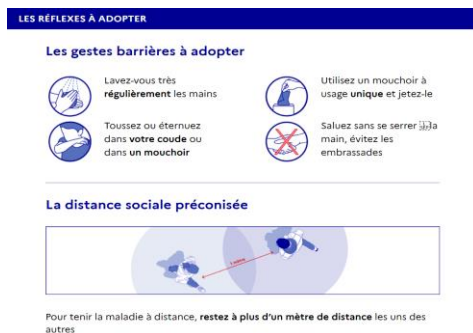 LES RÉFLEXES À ADOPTER
Les gestes barrières à adopter
Lavez-vous très
régulièrement les mains
Utilisez un mouchoir à
usage unique et jetez-le
Toussez ou éternuez
dans votre coude ou
dans un mouchoir
Saluez sans se serrer la
main, évitez les
embrassades
La distance sociale préconisée
1 mètre
Pour tenir la maladie à distance, restez à plus d'un mètre de distance les uns des
autres